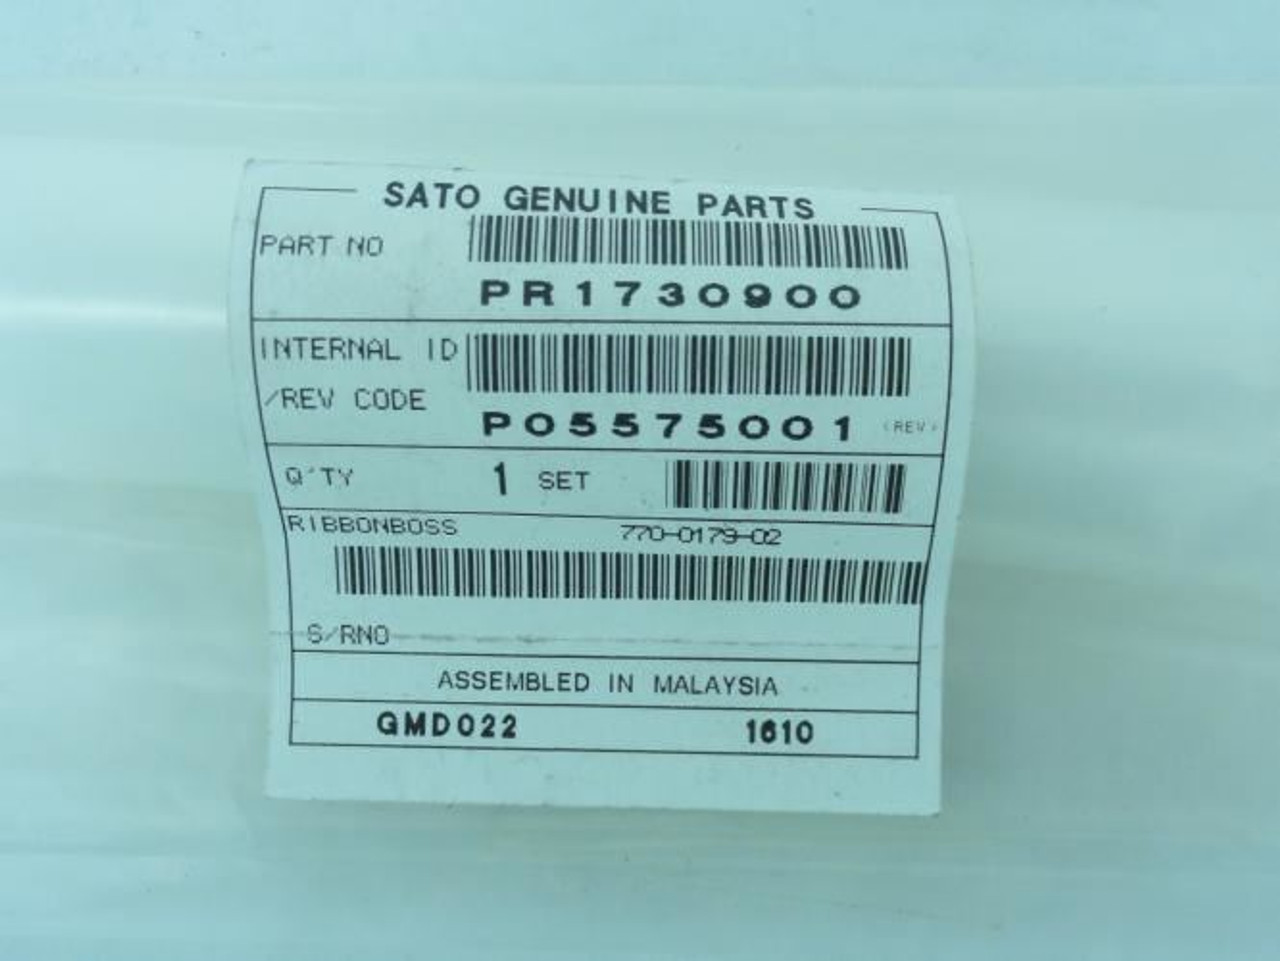 SATO GENUINE PARTS
PART NO
PR1730900
INTERNAL ID
/REV CODE
P05575001 (REV)
Q'TY 1 SET
RIBBONBOSS 770-0179-02
S/RNO
ASSEMBLED IN MALAYSIA
GMD022 1610